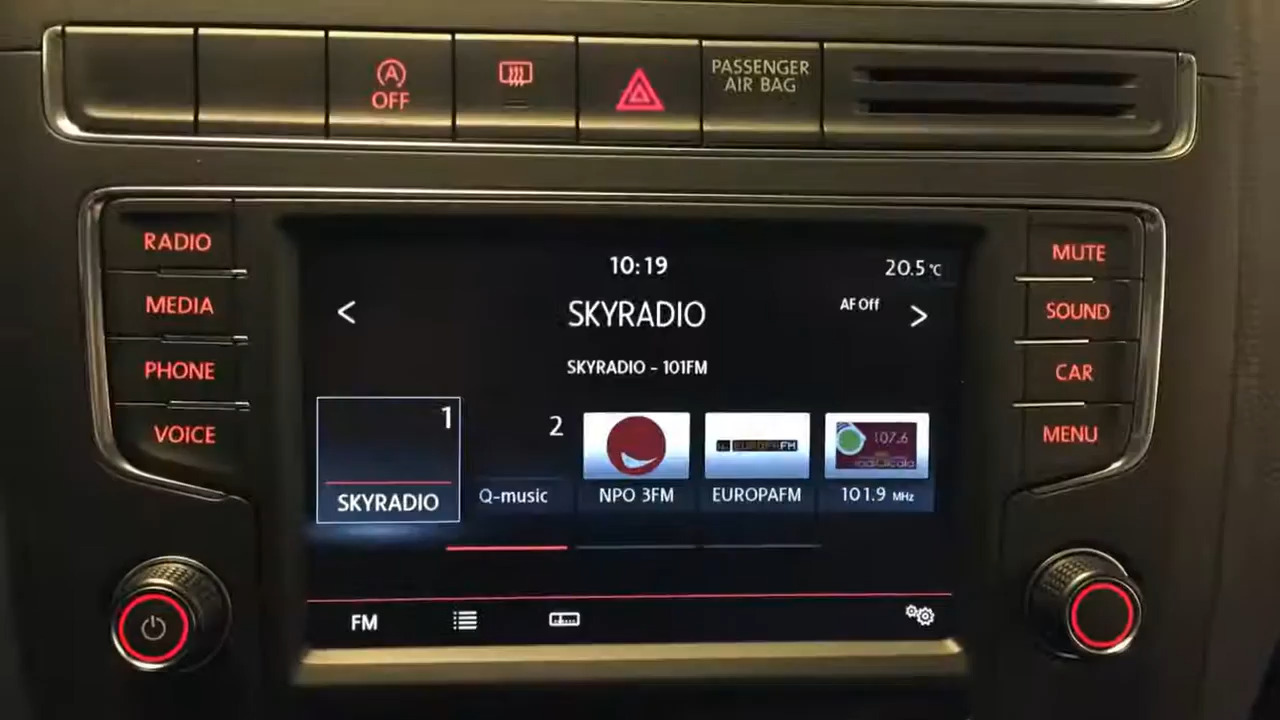 OFF
PASSENGER
AIR BAG
RADIO
MEDIA
PHONE
VOICE
MUTE
SOUND
CAR
MENU
10:19
20.5°C
<
SKYRADIO
AF Off
>
SKYRADIO - 101FM
1
2
EUROPAFM
107.6
SKYRADIO
Q-music
NPO 3FM
EUROPAFM
101.9 MHz
FM